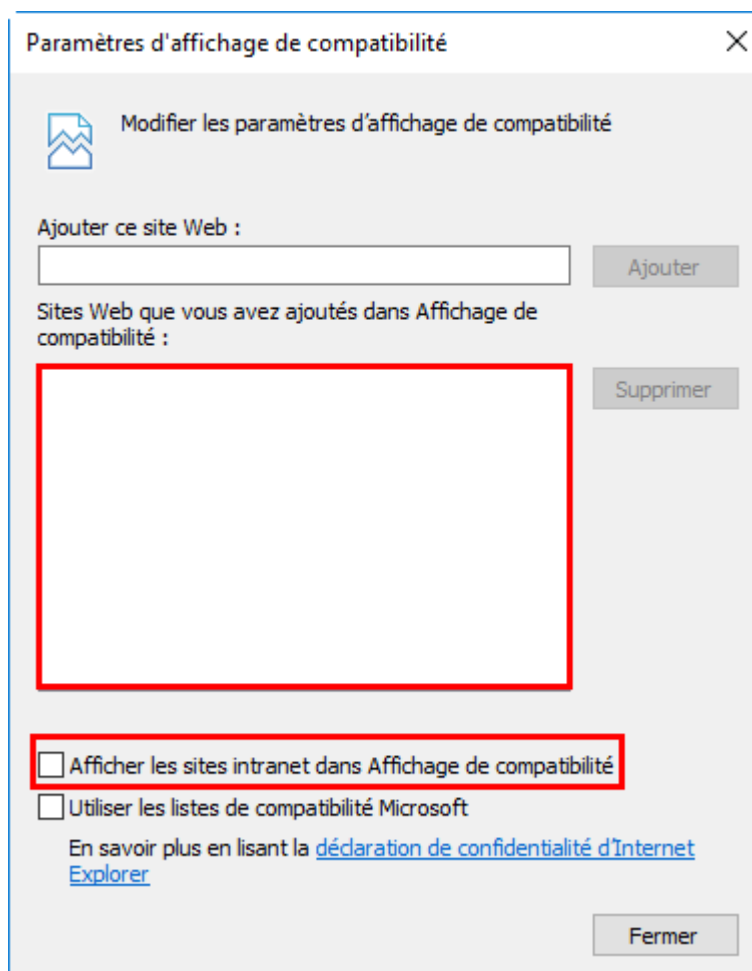 Paramètres d'affichage de compatibilité
Modifier les paramètres d’affichage de compatibilité
Ajouter ce site Web :
Ajouter
Sites Web que vous avez ajoutés dans Affichage de
compatibilité :
Supprimer
Afficher les sites intranet dans Affichage de compatibilité
Utiliser les listes de compatibilité Microsoft
En savoir plus en lisant la déclaration de confidentialité d’Internet
Explorer
Fermer